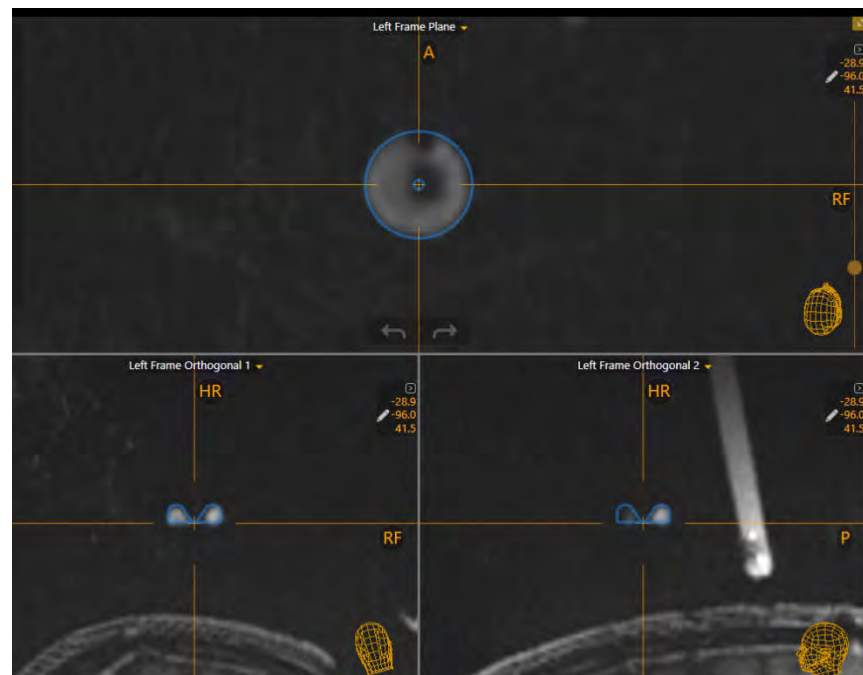 Left Frame Plane
A
-28.9
-96.0
41.5
RF
Left Frame Orthogonal 1
HR
-28.9
-96.0
41.5
RF
Left Frame Orthogonal 2
HR
-28.9
-96.0
41.5
P